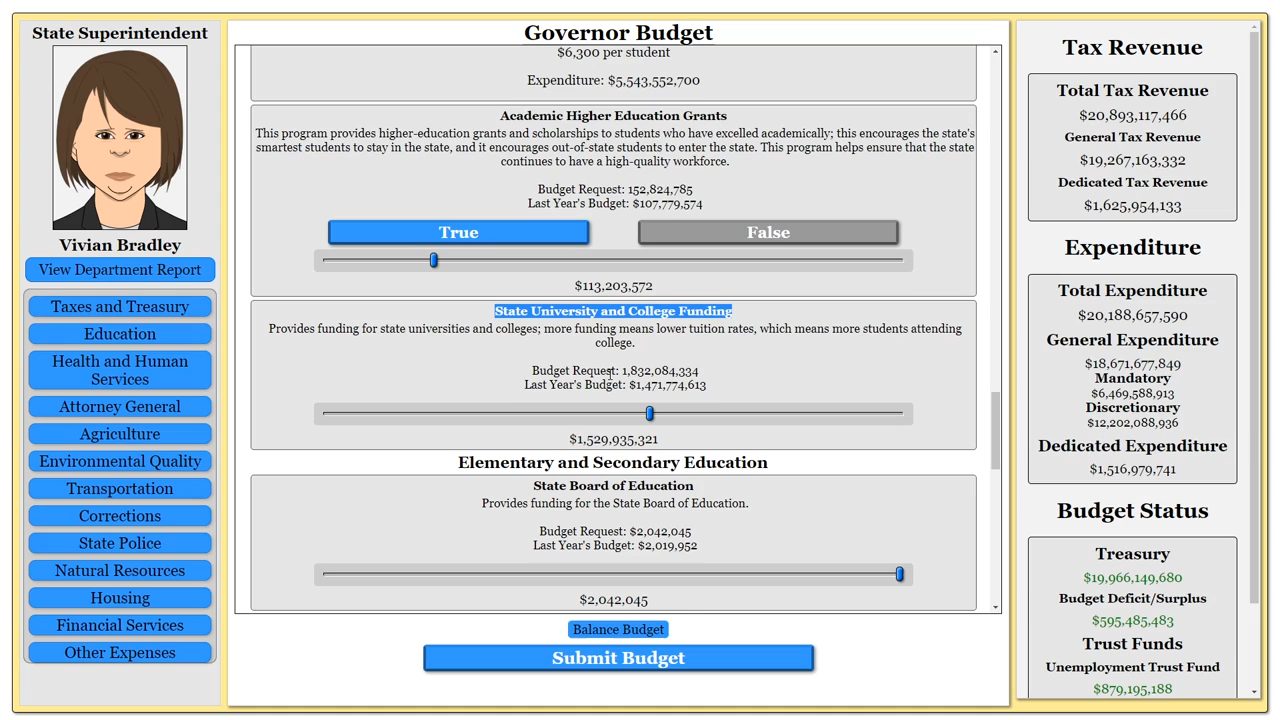 State Superintendent
Vivian Bradley
View Department Report
Taxes and Treasury
Education
Health and Human
Services
Attorney General
Agriculture
Environmental Quality
Transportation
Corrections
State Police
Natural Resources
Housing
Financial Services
Other Expenses
Governor Budget
$6,300 per student
Expenditure: $5,543,552,700
Academic Higher Education Grants
This program provides higher-education grants and scholarships to students who have excelled academically; this encourages the state's
smartest students to stay in the state, and it encourages out-of-state students to enter the state. This program helps ensure that the state
continues to have a high-quality workforce.
Budget Request: 152,824,785
Last Year's Budget: $107,779,574
True
False
$113,203,572
State University and College Funding
Provides funding for state universities and colleges; more funding means lower tuition rates, which means more students attending
college.
Budget Request: 1,832,084,334
Last Year's Budget: $1,471,774,613
$1,529,935,321
Elementary and Secondary Education
State Board of Education
Provides funding for the State Board of Education.
Budget Request: $2,042,045
Last Year's Budget: $2,019,952
$2,042,045
Balance Budget
Submit Budget
Tax Revenue
Total Tax Revenue
$20,893,117,466
General Tax Revenue
$19,267,163,332
Dedicated Tax Revenue
$1,625,954,133
Expenditure
Total Expenditure
$20,188,657,590
General Expenditure
$18,671,677,849
Mandatory
$6,469,588,913
Discretionary
$12,202,088,936
Dedicated Expenditure
$1,516,979,741
Budget Status
Treasury
$19,966,149,680
Budget Deficit/Surplus
$595,485,483
Trust Funds
Unemployment Trust Fund
$879,195,188